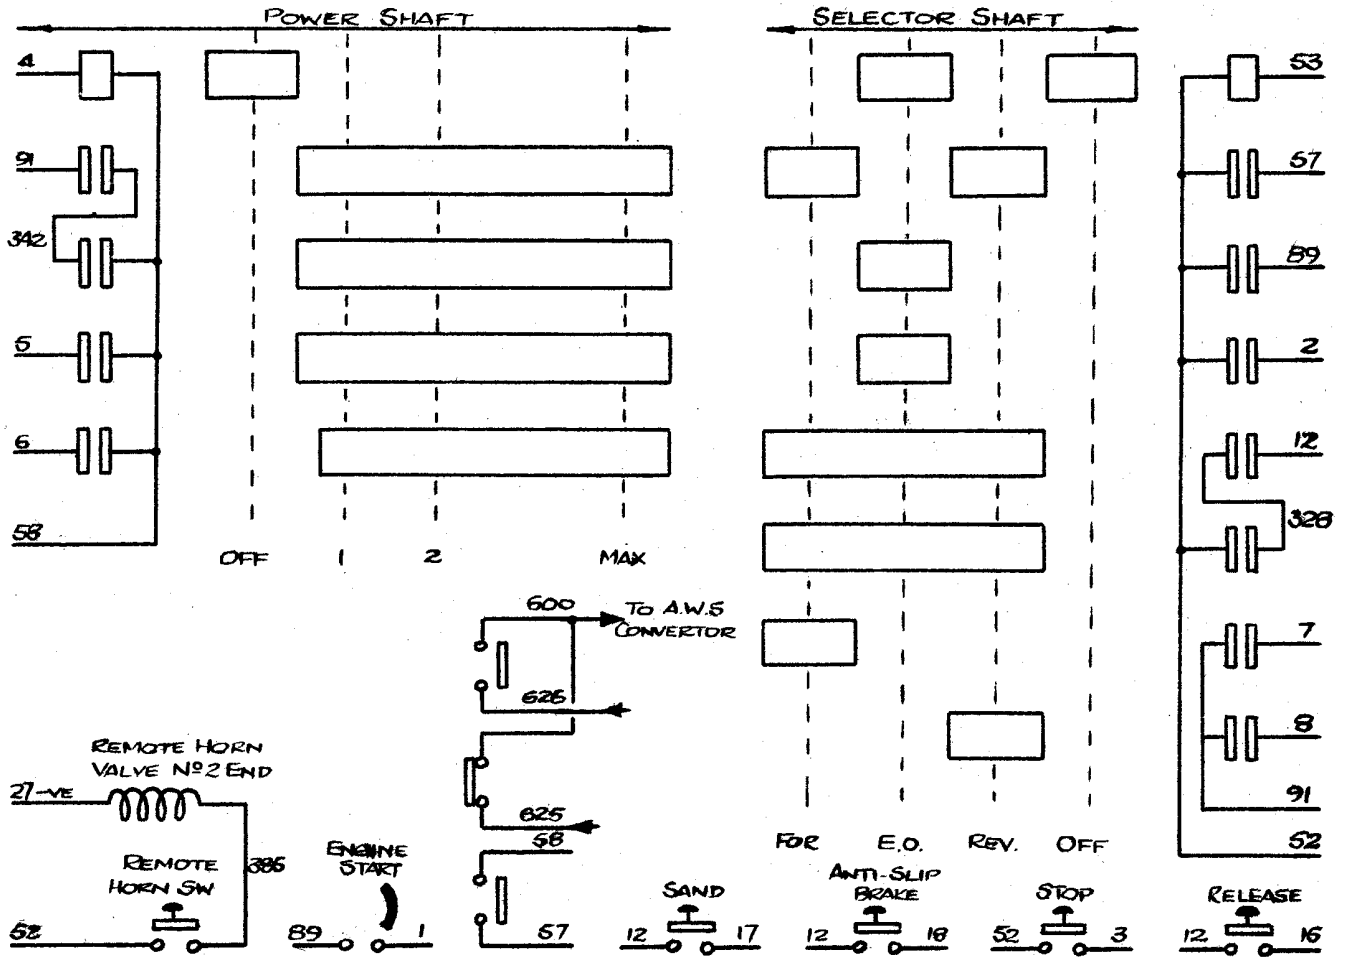 POWER SHAFT
SELECTOR SHAFT
4
53
91
57
342
89
5
2
6
12
328
58
OFF
1
2
MAX
600
TO A.W.S
CONVERTOR
7
626
8
REMOTE HORN
VALVE Nº2 END
27-VE
91
625
58
52
FOR
E.O.
REV.
OFF
ENGINE
START
REMOTE
HORN SW
386
ANTI-SLIP
BRAKE
SAND
STOP
RELEASE
52
89
1
57
12
17
12
18
52
3
12
16